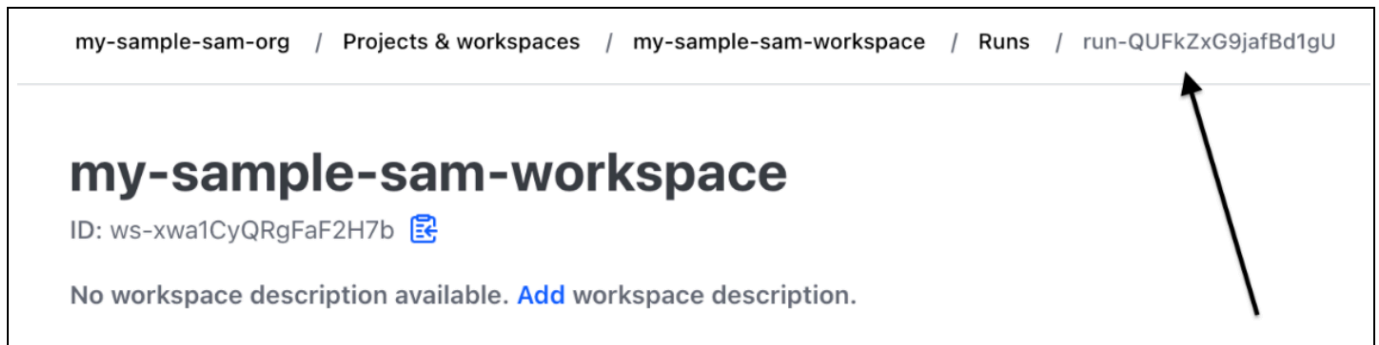 my-sample-sam-org / Projects & workspaces / my-sample-sam-workspace / Runs / run-QUFkZxG9jafBd1gU
my-sample-sam-workspace
ID: ws-xwa1CyQRgFaF2H7b
No workspace description available. Add workspace description.